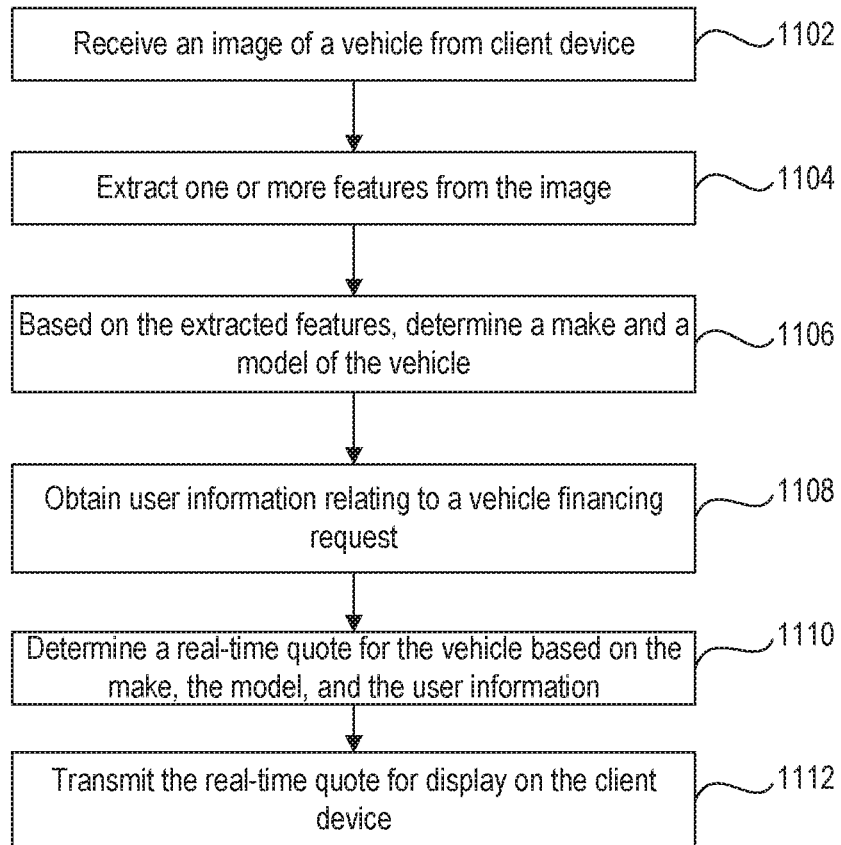 Receive an image of a vehicle from client device
1102
Extract one or more features from the image
1104
Based on the extracted features, determine a make and a
model of the vehicle
1106
Obtain user information relating to a vehicle financing
request
1108
Determine a real-time quote for the vehicle based on the
make, the model, and the user information
1110
Transmit the real-time quote for display on the client
device
1112